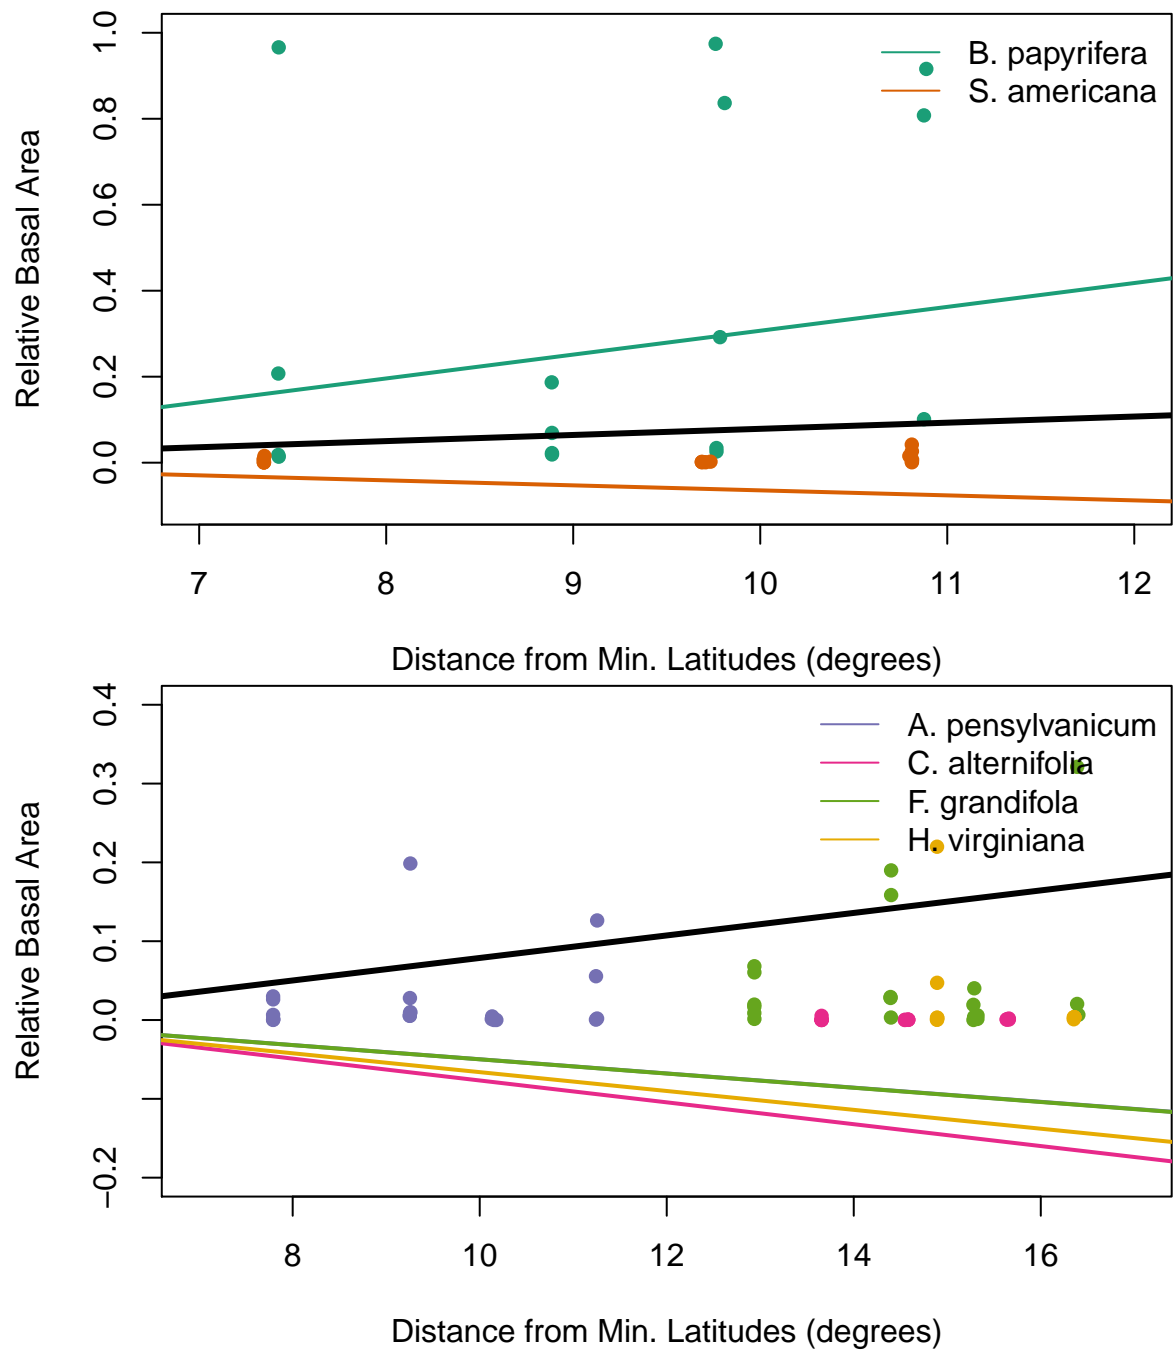 Relative Basal Area
1.0
0.8
0.6
0.4
0.2
0.0
B. papyrifera
S. americana
7 8 9 10 11 12
Distance from Min. Latitudes (degrees)
Relative Basal Area
0.4
0.3
0.2
0.1
0.0
−0.2
A. pensylvanicum
C. alternifolia
F. grandifola
H. virginiana
8 10 12 14 16
Distance from Min. Latitudes (degrees)